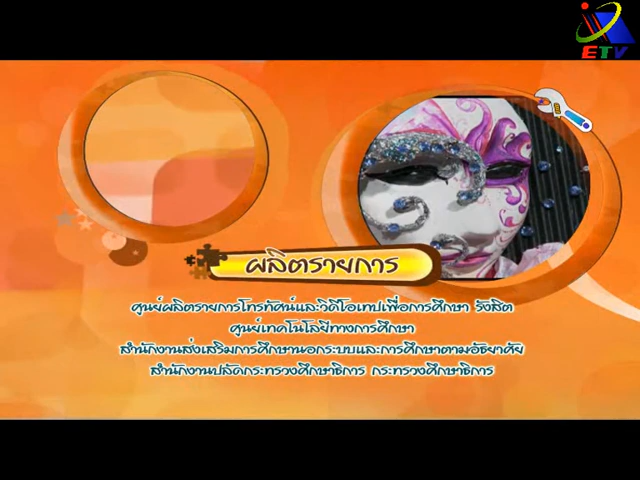 ETV
ผลิตรายการ
ศูนย์ผลิตรายการโทรทัศน์และวิดีโอเทปเพื่อการศึกษา รังสิต
ศูนย์เทคโนโลยีทางการศึกษา
สำนักงานส่งเสริมการศึกษานอกระบบและการศึกษาตามอัธยาศัย
สำนักงานปลัดกระทรวงศึกษาธิการ กระทรวงศึกษาธิการ